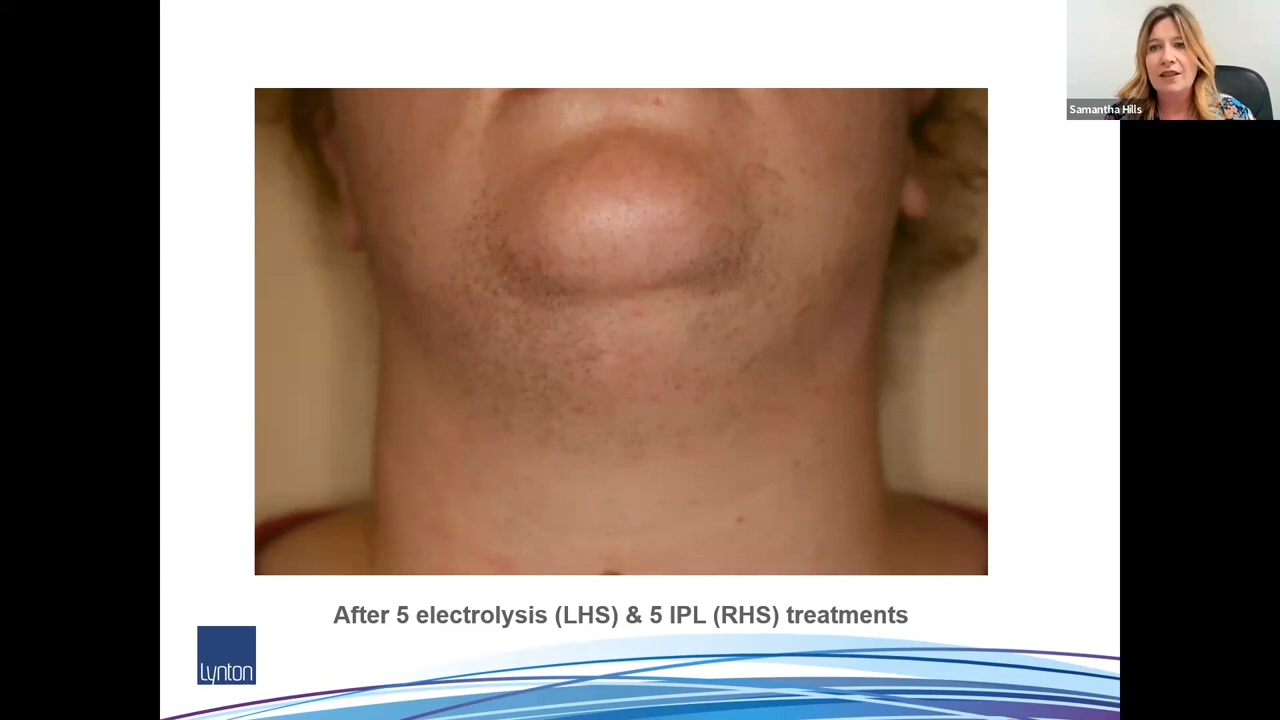 Samantha Hills
After 5 electrolysis (LHS) & 5 IPL (RHS) treatments
Lynton